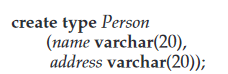 create type Person
(name varchar(20),
address varchar(20));